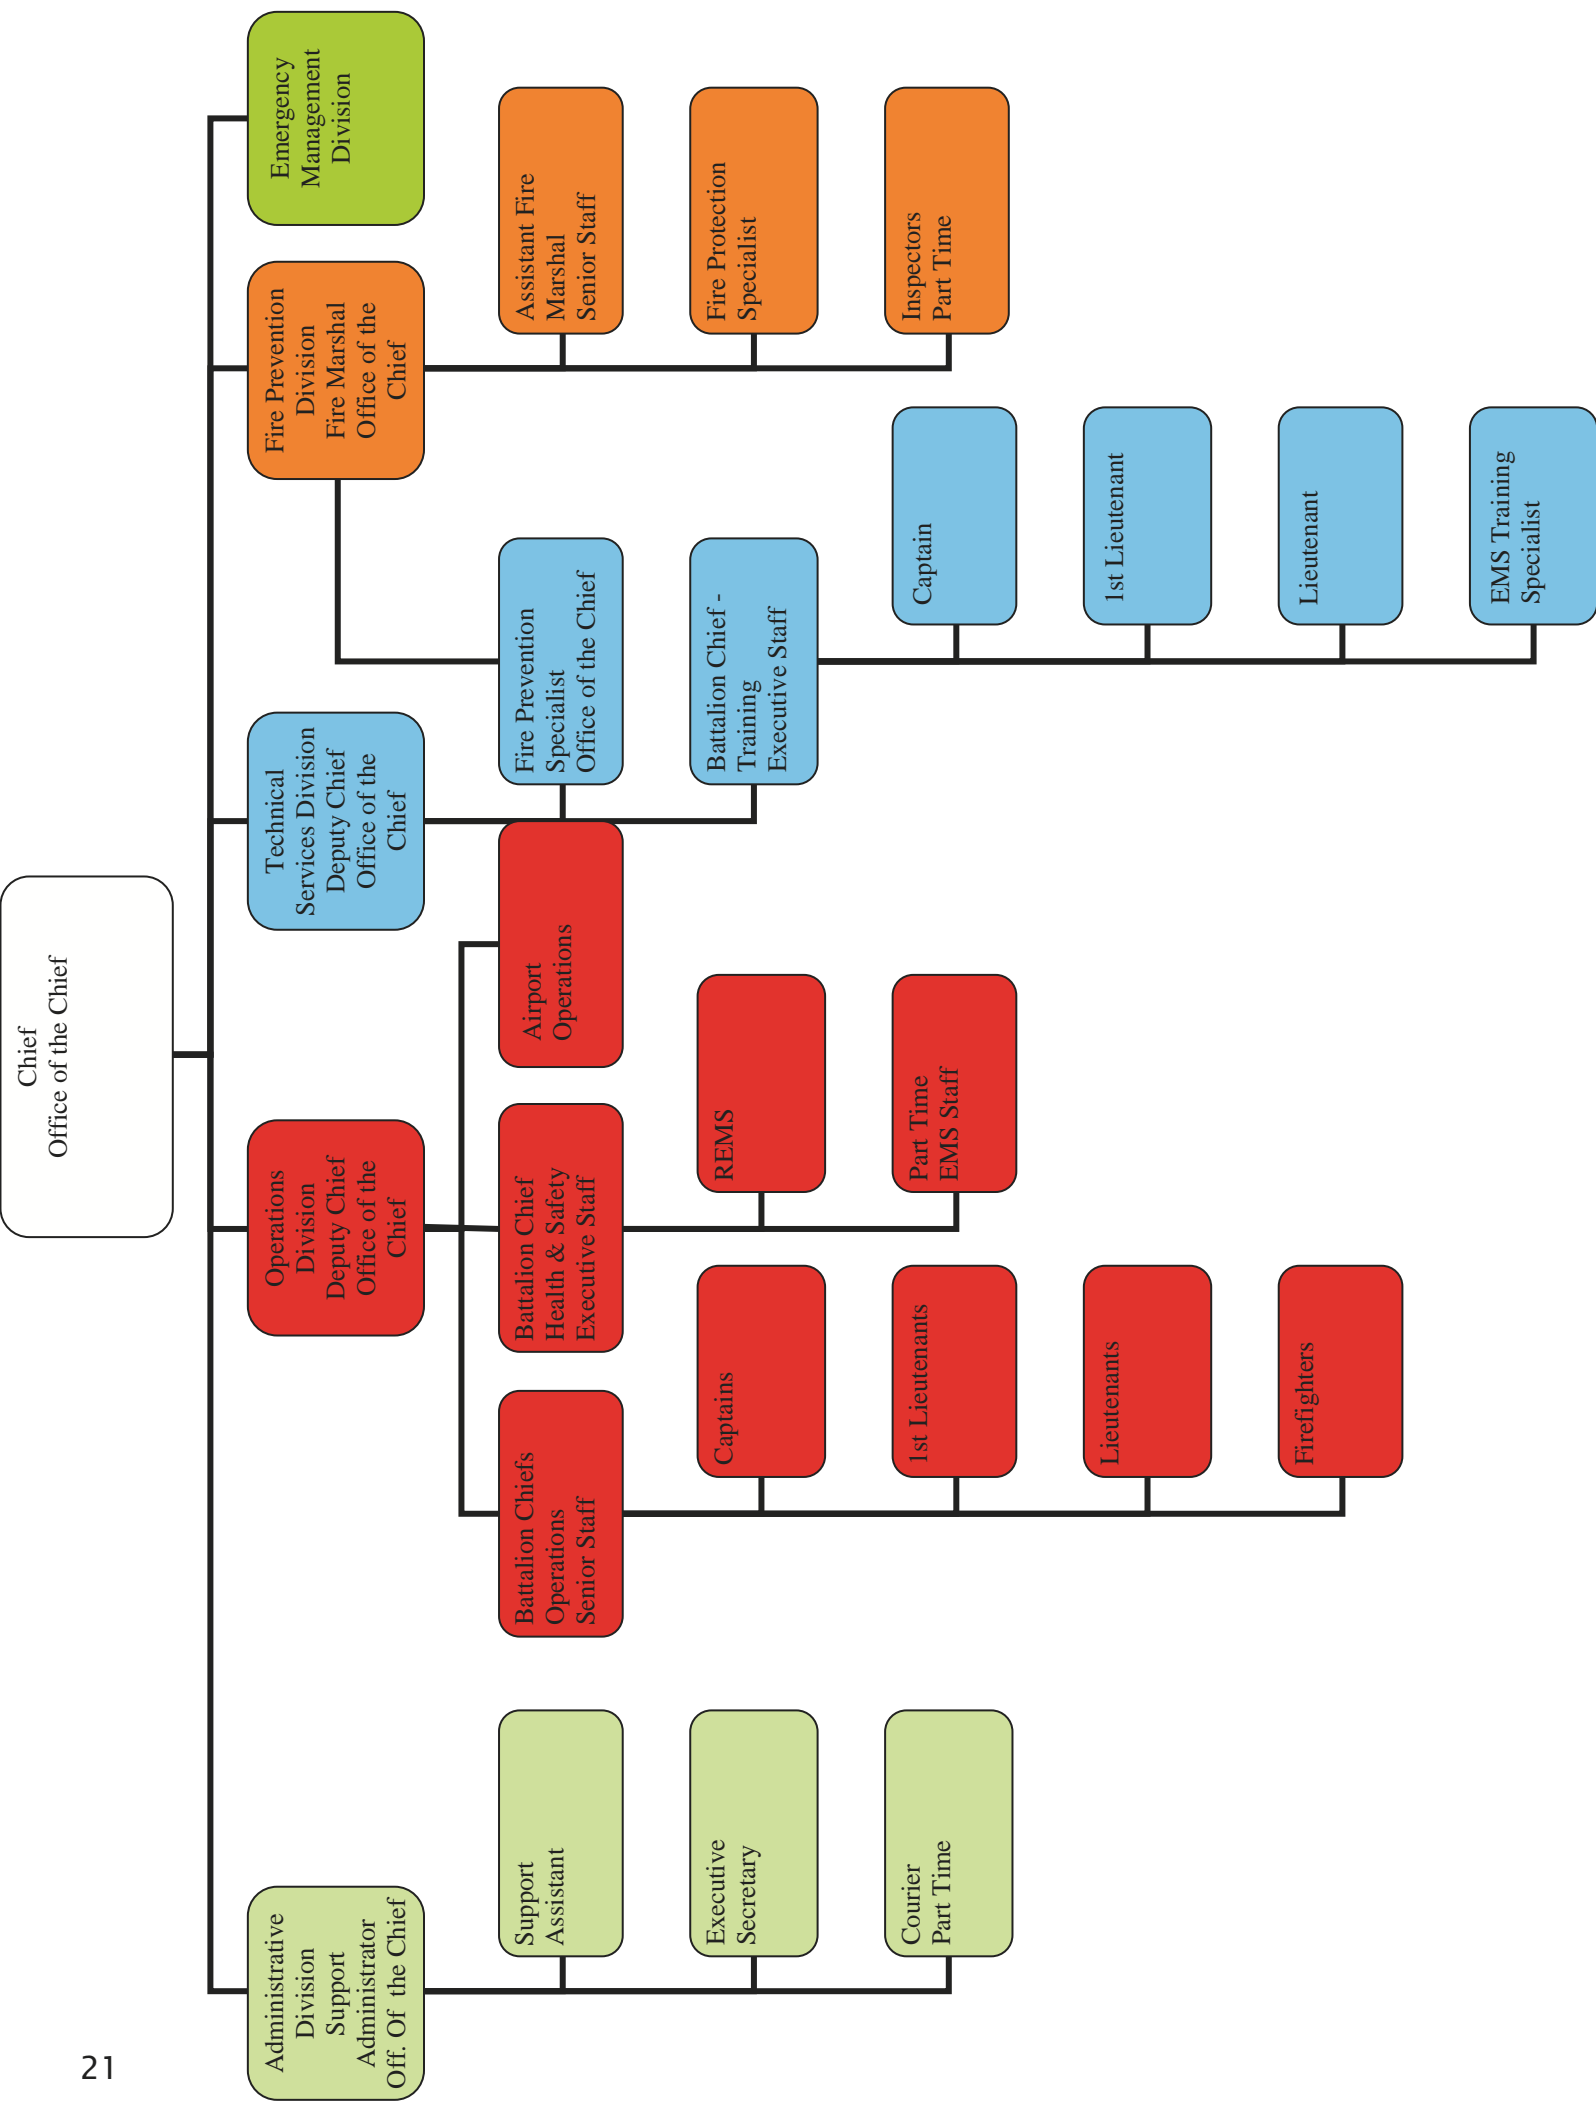 Chief
Office of the Chief
Administrative
Division
Support
Administrator
Off. Of  the Chief
Operations
Division
Deputy Chief
Office of the
Chief
Technical
Services Division
Deputy Chief
Office of the
Chief
Fire Prevention
Division
Fire Marshal
Office of the
Chief
Emergency
Management
Division
Support
Assistant
Executive
Secretary
Courier
Part Time
Battalion Chiefs
Operations
Senior Staff
Captains
1st Lieutenants
Lieutenants
Firefighters
Battalion Chief
Health & Safety
Executive Staff
REMS
Part Time
EMS Staff
Airport
Operations
Fire Prevention
Specialist
Office of the Chief
Battalion Chief -
Training
Executive Staff
Captain
1st Lieutenant
Lieutenant
EMS Training
Specialist
Assistant Fire
Marshal
Senior Staff
Fire Protection
Specialist
Inspectors
Part Time
21